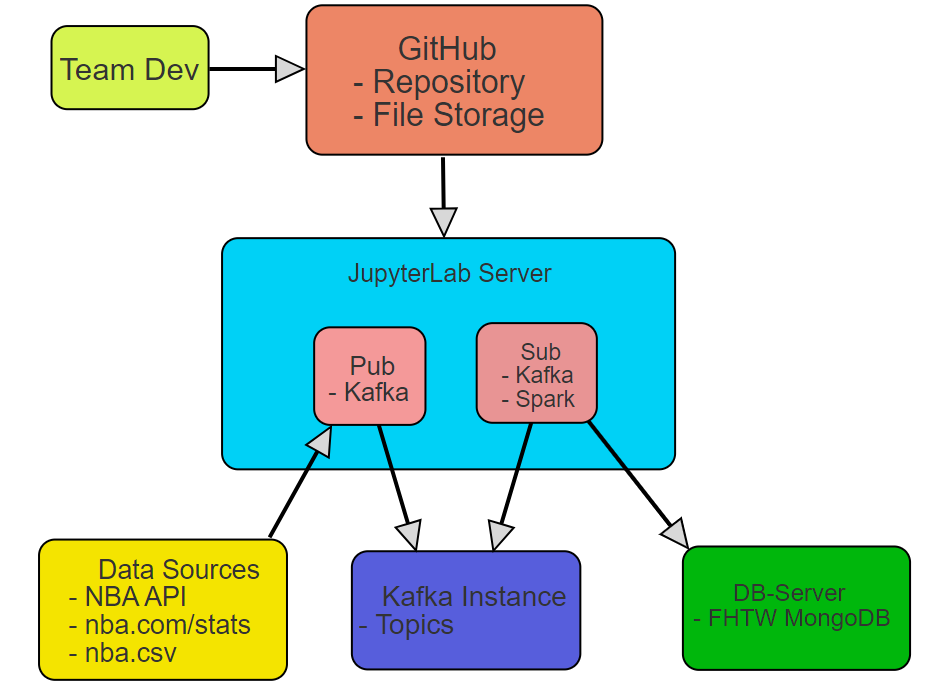 Team Dev
GitHub
- Repository
- File Storage
JupyterLab Server
Pub
- Kafka
Sub
- Kafka
- Spark
Data Sources
- NBA API
- nba.com/stats
- nba.csv
Kafka Instance
- Topics
DB-Server
- FHTW MongoDB